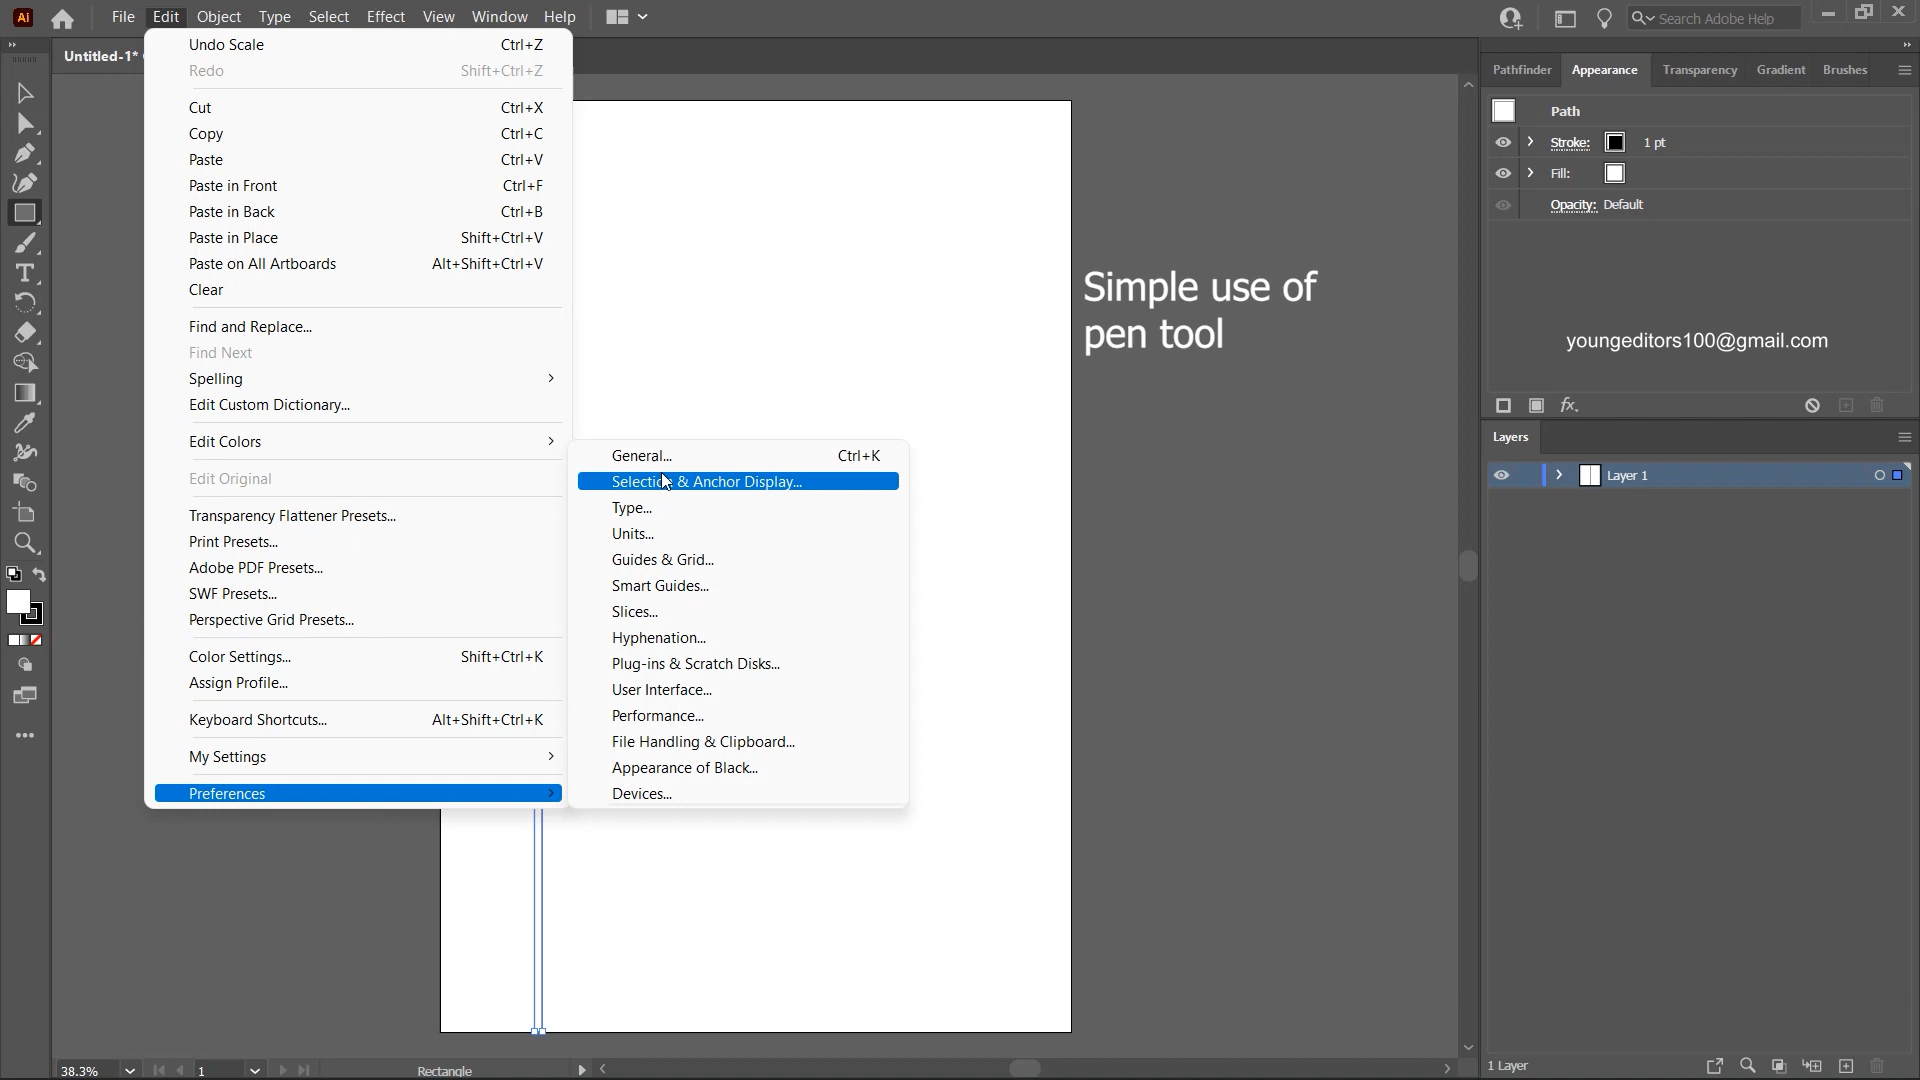 Ai File Edit Object Type Select Effect View Window Help Search Adobe Help
Untitled-1*
Undo Scale Ctrl+Z
Redo Shift+Ctrl+Z
Cut Ctrl+X
Copy Ctrl+C
Paste Ctrl+V
Paste in Front Ctrl+F
Paste in Back Ctrl+B
Paste in Place Shift+Ctrl+V
Paste on All Artboards Alt+Shift+Ctrl+V
Clear
Find and Replace...
Find Next
Spelling
Edit Custom Dictionary...
Edit Colors
Edit Original
Transparency Flattener Presets...
Print Presets...
Adobe PDF Presets...
SWF Presets...
Perspective Grid Presets...
Color Settings... Shift+Ctrl+K
Assign Profile...
Keyboard Shortcuts... Alt+Shift+Ctrl+K
My Settings
Preferences
General... Ctrl+K
Selection & Anchor Display...
Type...
Units...
Guides & Grid...
Smart Guides...
Slices...
Hyphenation...
Plug-ins & Scratch Disks...
User Interface...
Performance...
File Handling & Clipboard...
Appearance of Black...
Devices...
Simple use of
pen tool
Pathfinder Appearance Transparency Gradient Brushes
Path
Stroke: 1 pt
Fill:
Opacity: Default
youngeditors100@gmail.com
fx.
Layers
Layer 1
1 Layer
38.3% 1 Rectangle